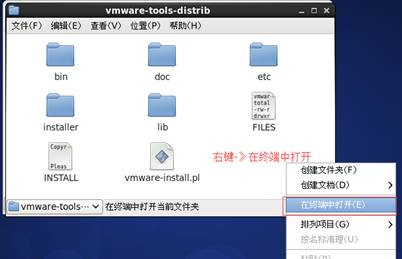 vmware-tools-distrib
文件(F) 编辑(E) 查看(V) 位置(P) 帮助(H)
bin doc etc
installer lib FILES
INSTALL vmware-install.pl
vmwar
total
-rw-r
drwxr
Copyr
Pleas
右键-》在终端中打开
创建文件夹(F)
创建文档(D)
在终端中打开(E)
排列项目(G)
按名称清理(U)
vmware-tools-··· 在终端中打开当前文件夹